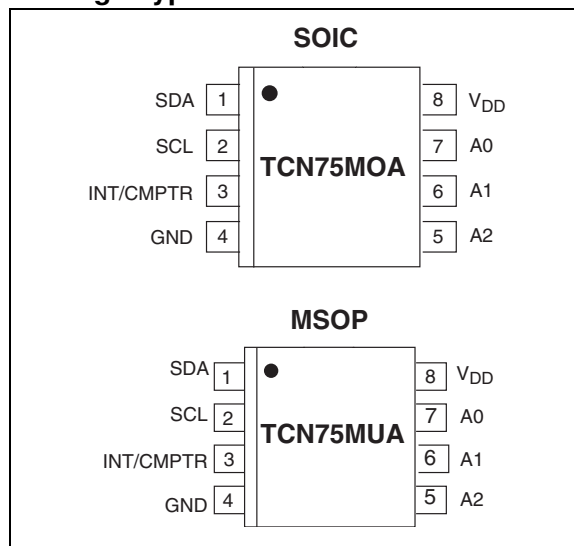 SOIC
SDA 1 8 VDD
SCL 2 TCN75MOA 7 A0
INT/CMPTR 3 6 A1
GND 4 5 A2
MSOP
SDA 1 8 VDD
SCL 2 7 A0
TCN75MUA
INT/CMPTR 3 6 A1
GND 4 5 A2